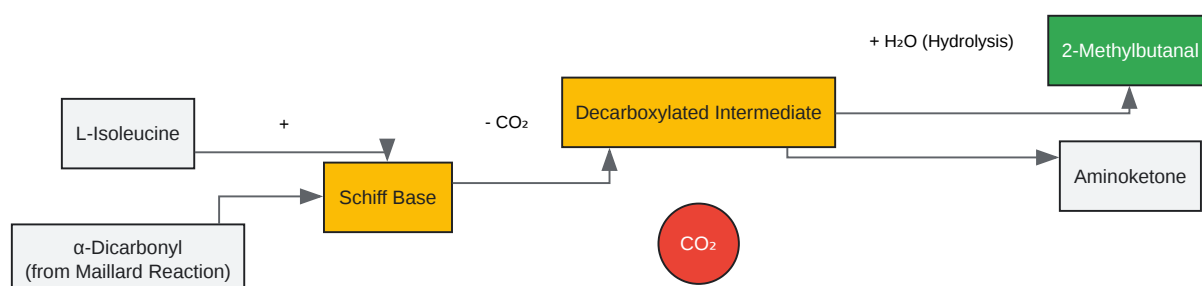 + H₂O (Hydrolysis)
2-Methylbutanal
L-Isoleucine
+
- CO₂
Decarboxylated Intermediate
Schiff Base
Aminoketone
α-Dicarbonyl
(from Maillard Reaction)
CO₂